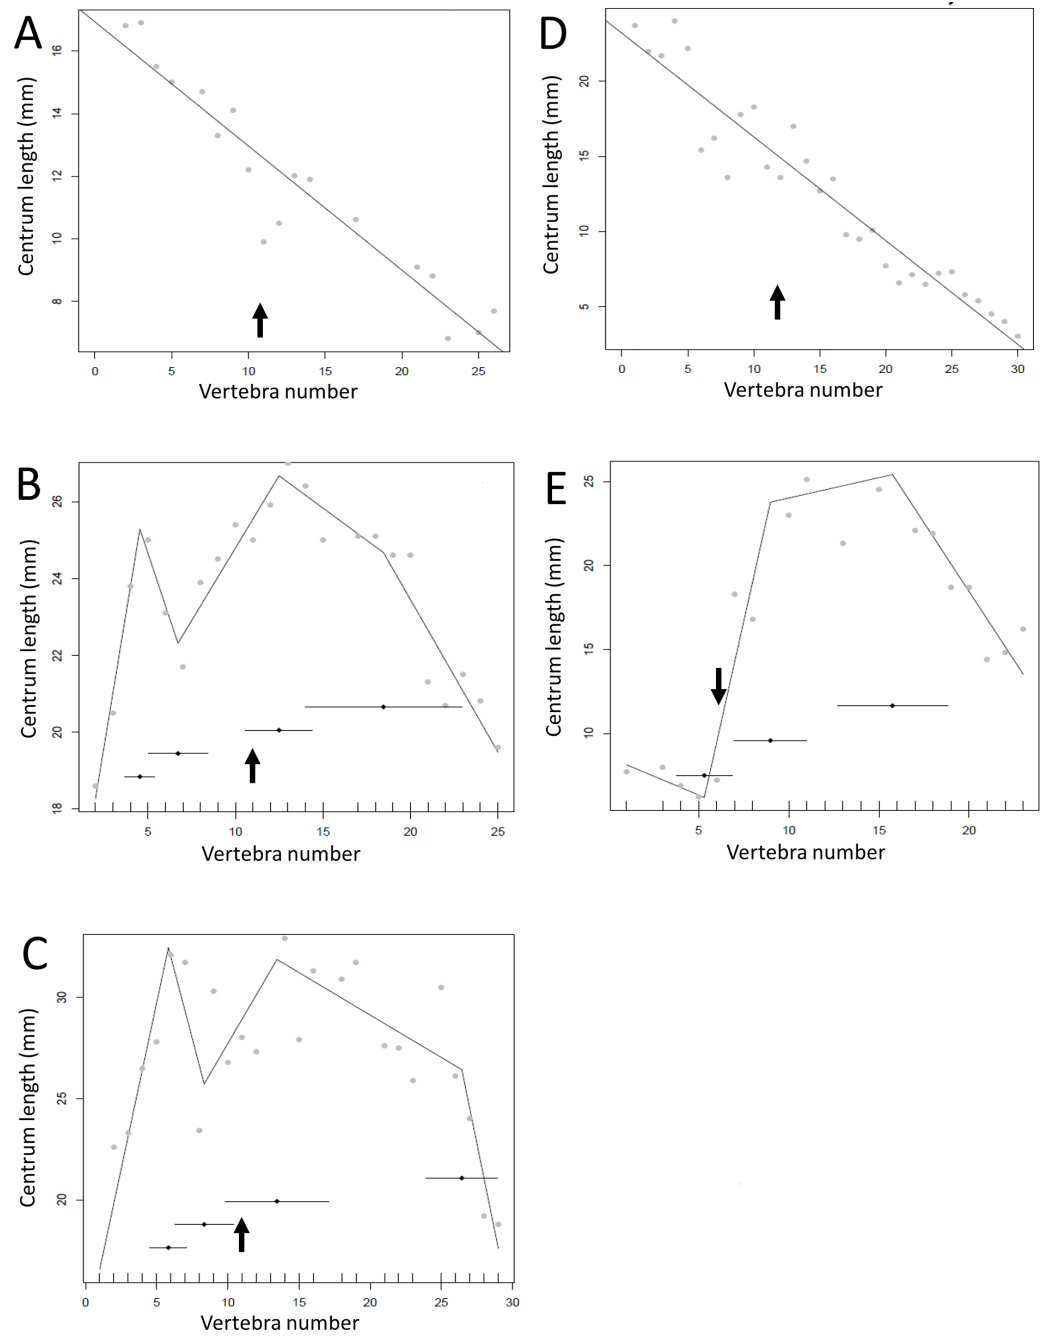 A
Centrum length (mm)
16
14
12
10
8
0 5 10 15 20 25
Vertebra number
D
Centrum length (mm)
20
15
10
5
0 5 10 15 20 25 30
Vertebra number
B
Centrum length (mm)
26
24
22
20
18
5 10 15 20 25
Vertebra number
E
Centrum length (mm)
25
20
15
10
5 10 15 20
Vertebra number
C
Centrum length (mm)
30
25
20
0 5 10 15 20 25 30
Vertebra number